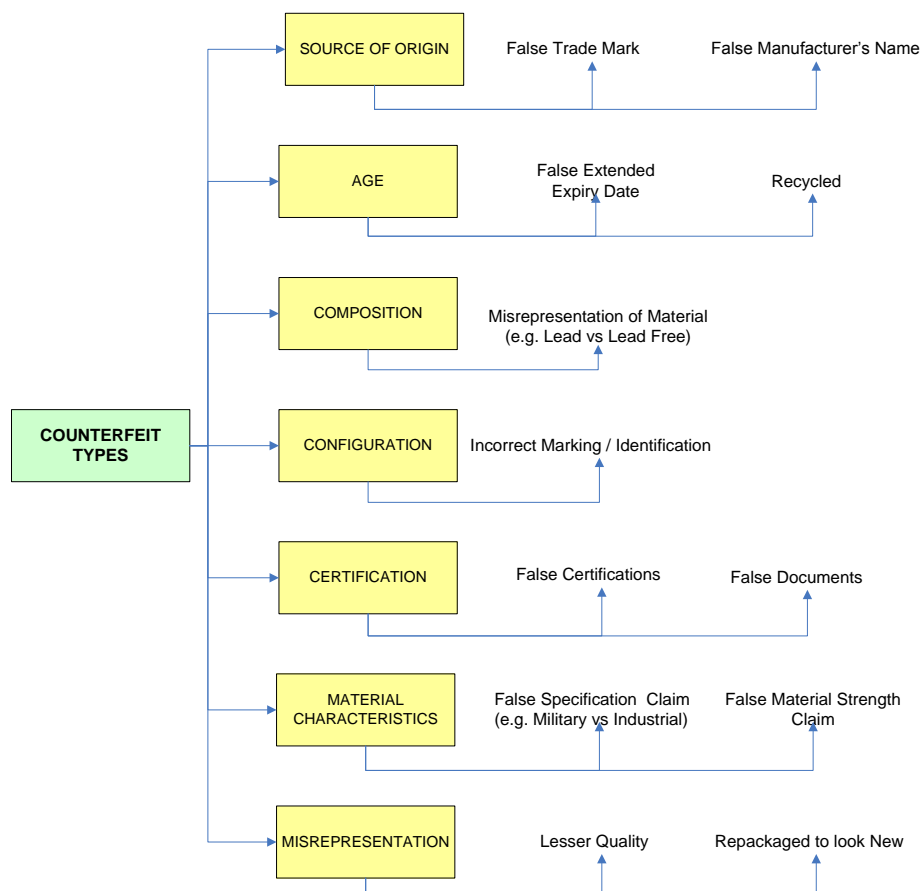 SOURCE OF ORIGIN
False Trade Mark
False Manufacturer's Name
AGE
False Extended
Expiry Date
Recycled
COMPOSITION
Misrepresentation of Material
(e.g. Lead vs Lead Free)
COUNTERFEIT
TYPES
CONFIGURATION
Incorrect Marking / Identification
CERTIFICATION
False Certifications
False Documents
MATERIAL
CHARACTERISTICS
False Specification Claim
(e.g. Military vs Industrial)
False Material Strength
Claim
MISREPRESENTATION
Lesser Quality
Repackaged to look New